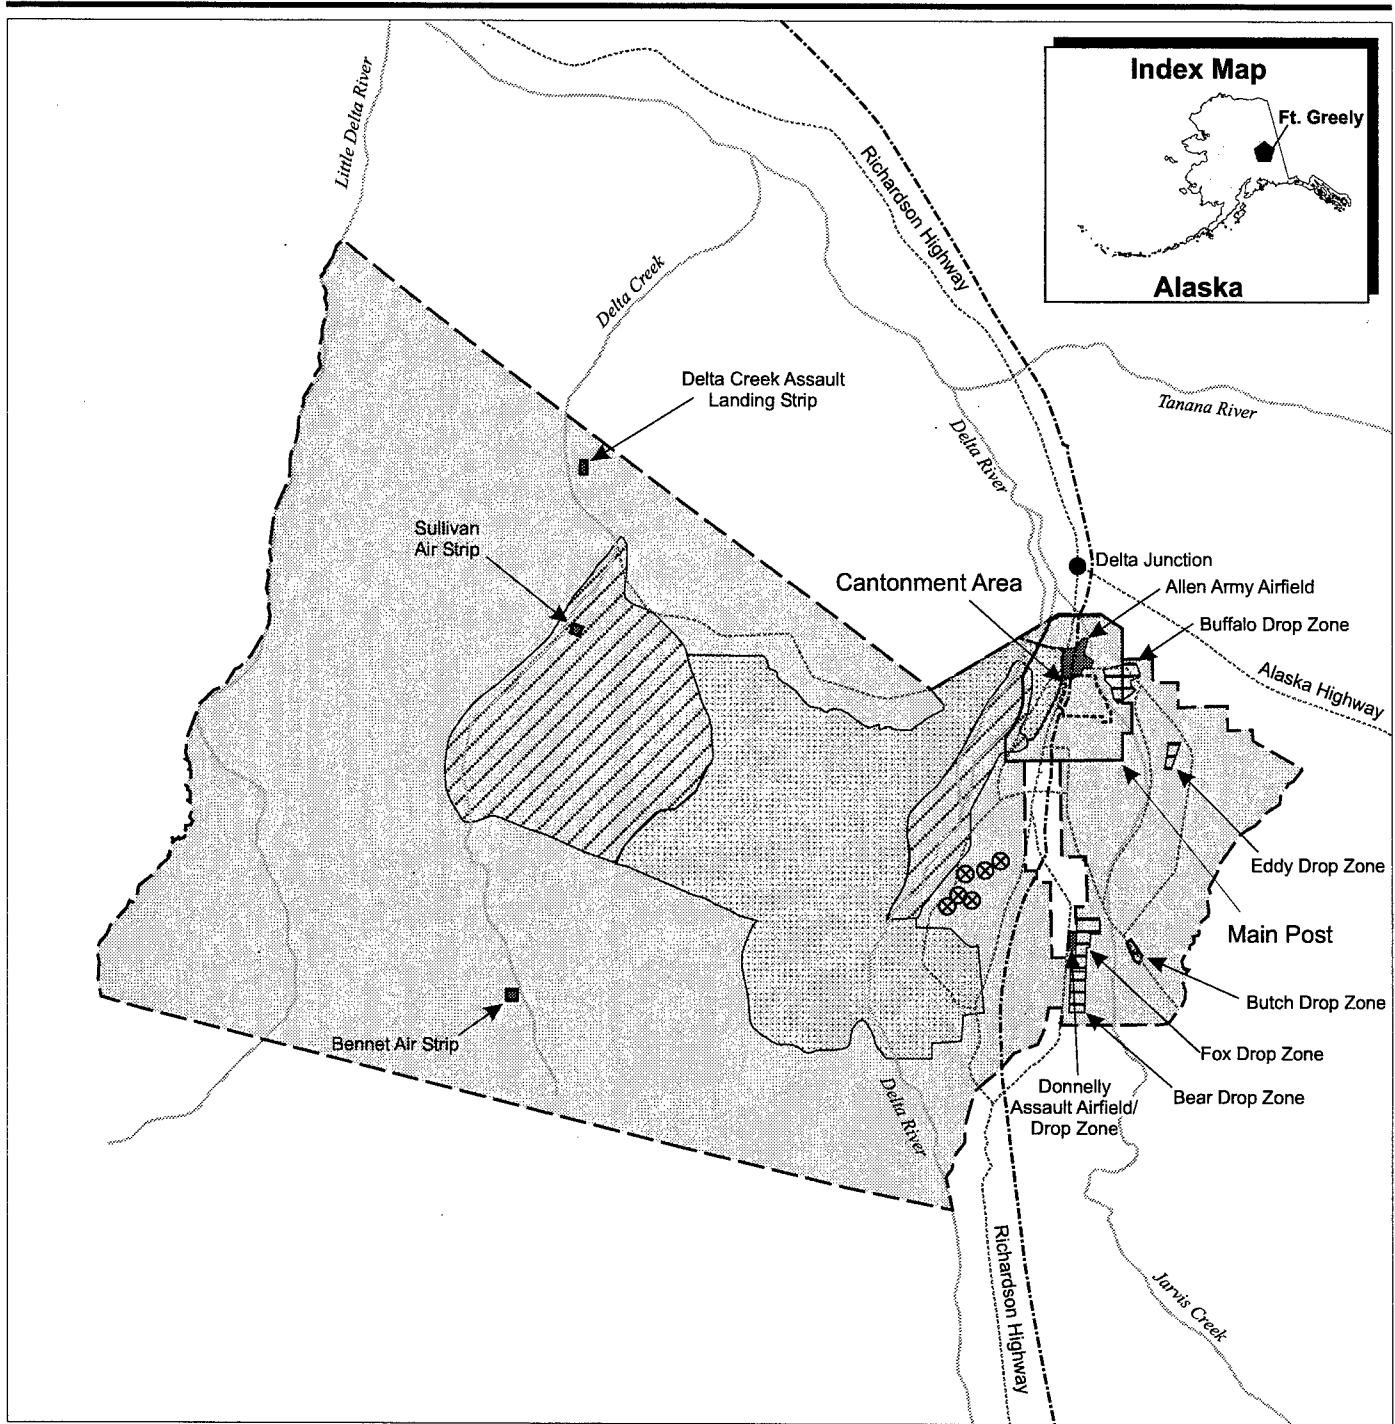 Index Map
Ft. Greely
Alaska
Little Delta River
Richardson Highway
Delta Creek
Delta Creek Assault
Landing Strip
Tanana River
Delta River
Sullivan
Air Strip
Delta Junction
Cantonment Area
Allen Army Airfield
Buffalo Drop Zone
Alaska Highway
Eddy Drop Zone
Main Post
Butch Drop Zone
Bennet Air Strip
Fox Drop Zone
Donnelly
Assault Airfield/
Drop Zone
Bear Drop Zone
Delta River
Richardson Highway
Jarvis Creek